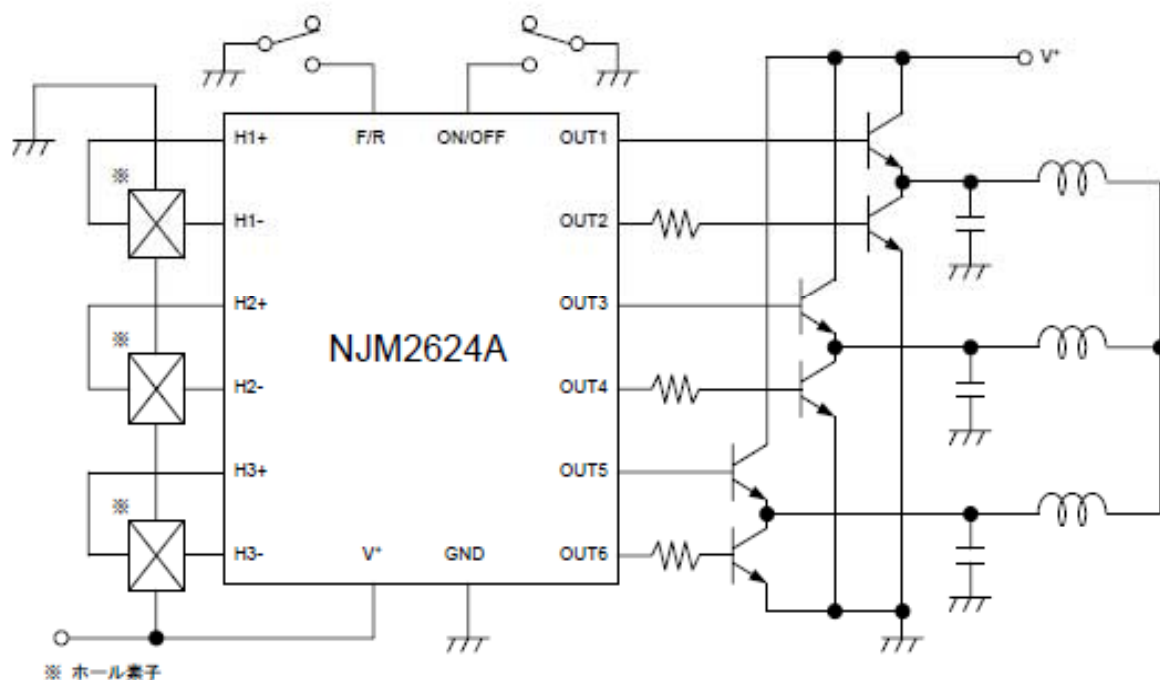 V⁺
H1+ F/R ON/OFF OUT1
※
H1- OUT2
H2+ OUT3
※
NJM2624A
H2- OUT4
H3+ OUT5
※
H3- V⁺ GND OUT6
※ ホール素子